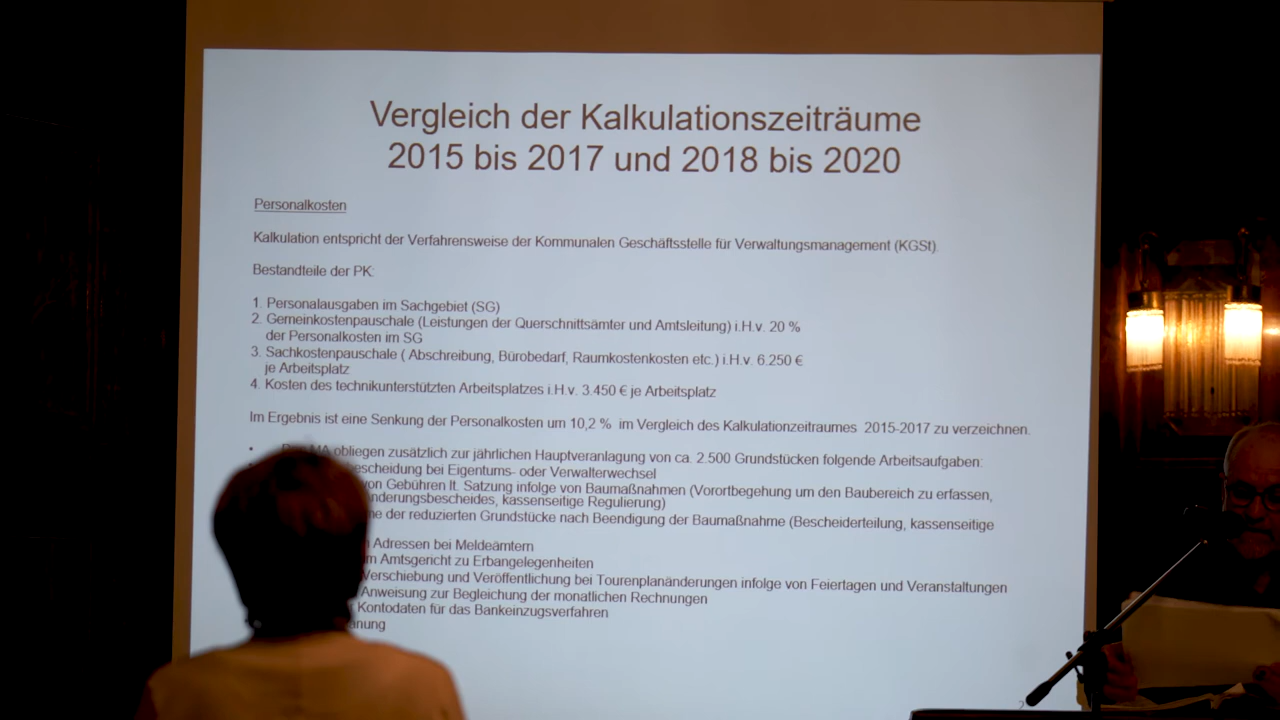 Vergleich der Kalkulationszeiträume
2015 bis 2017 und 2018 bis 2020
Personalkosten
Kalkulation entspricht der Verfahrensweise der Kommunalen Geschäftsstelle für Verwaltungsmanagement (KGSt).
Bestandteile der PK:
1. Personalausgaben im Sachgebiet (SG)
2. Gemeinkostenpauschale (Leistungen der Querschnittsämter und Amtsleitung) i.H.v. 20 %
der Personalkosten im SG
3. Sachkostenpauschale ( Abschreibung, Bürobedarf, Raumkostenkosten etc.) i.H.v. 6.250 €
je Arbeitsplatz
4. Kosten des technikunterstützten Arbeitsplatzes i.H.v. 3.450 € je Arbeitsplatz
Im Ergebnis ist eine Senkung der Personalkosten um 10,2 % im Vergleich des Kalkulationzeitraumes 2015-2017 zu verzeichnen.
• MA obliegen zusätzlich zur jährlichen Hauptveranlagung von ca. 2.500 Grundstücken folgende Arbeitsaufgaben:
bescheidung bei Eigentums- oder Verwalterwechsel
von Gebühren lt. Satzung infolge von Baumaßnahmen (Vorortbegehung um den Baubereich zu erfassen,
nderungsbescheides, kassenseitige Regulierung)
der reduzierten Grundstücke nach Beendigung der Baumaßnahme (Bescheiderteilung, kassenseitige
Adressen bei Meldeämtern
m Amtsgericht zu Erbangelegenheiten
Verschiebung und Veröffentlichung bei Tourenplanänderungen infolge von Feiertagen und Veranstaltungen
Anweisung zur Begleichung der monatlichen Rechnungen
Kontodaten für das Bankeinzugsverfahren
anung